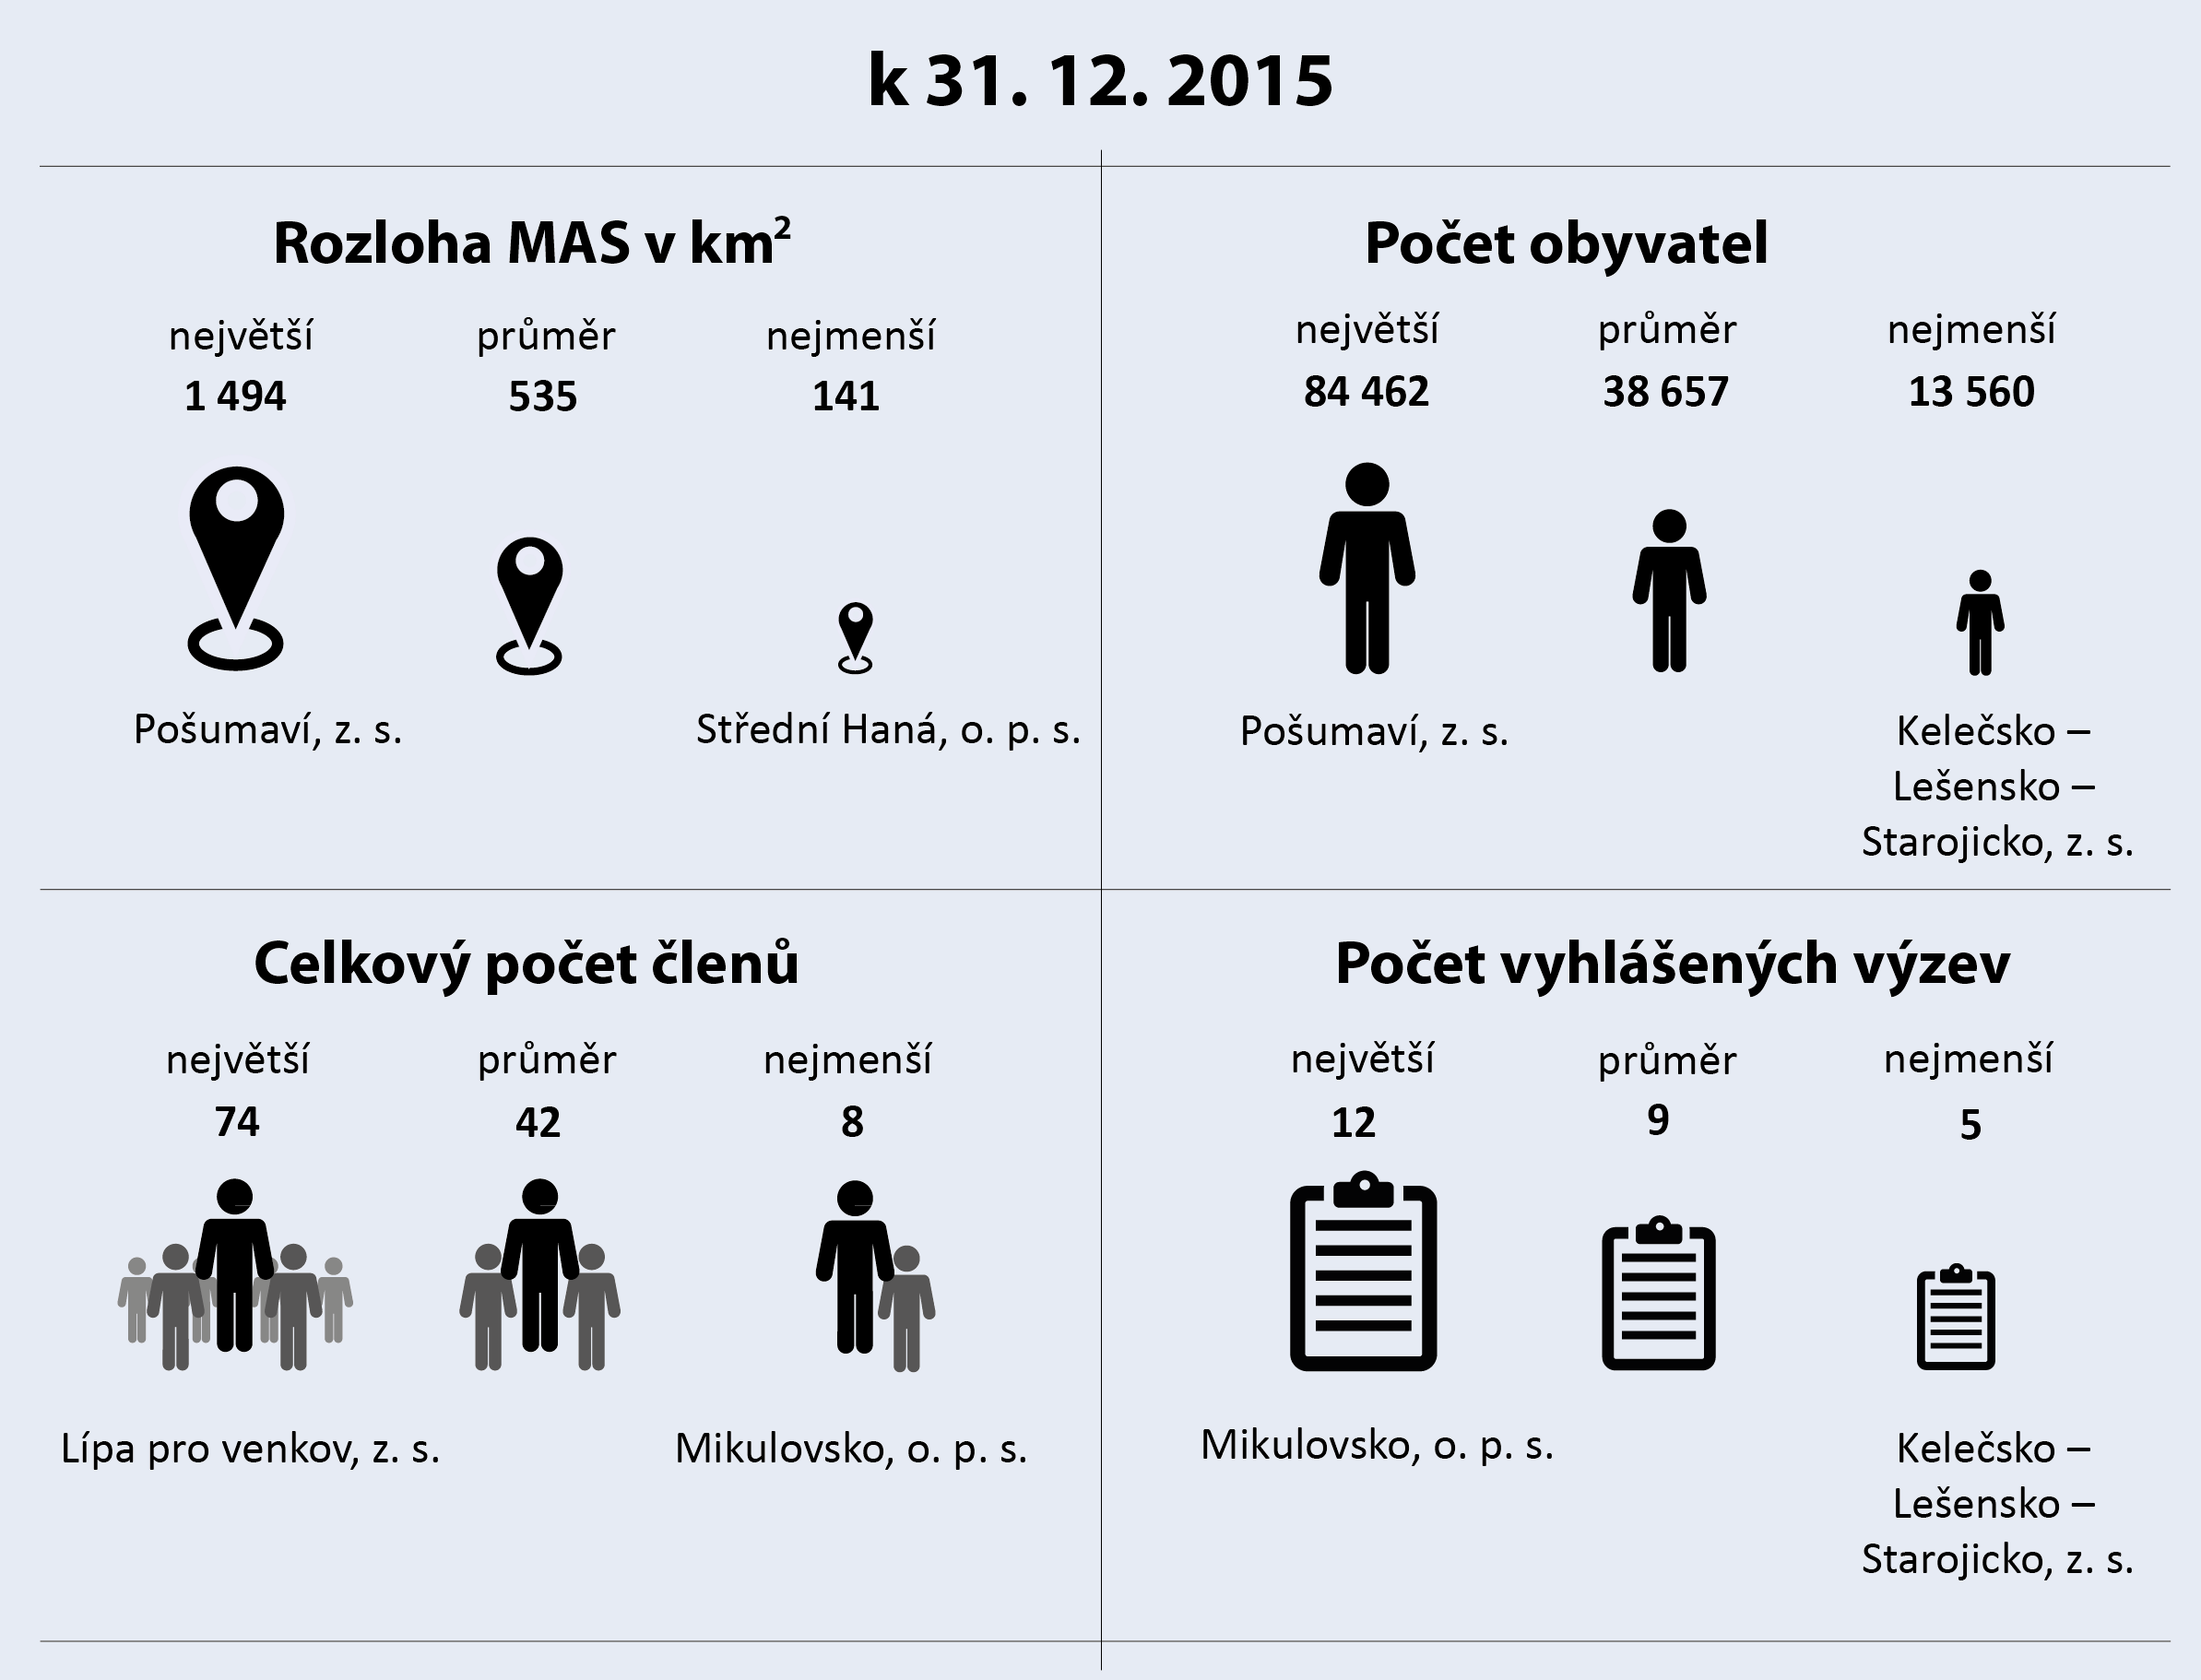 k 31. 12. 2015
Rozloha MAS v km²
největší průměr nejmenší
1 494 535 141
Pošumaví, z. s. Střední Haná, o. p. s.
Počet obyvatel
největší průměr nejmenší
84 462 38 657 13 560
Pošumaví, z. s. Kelečsko –
Lešensko –
Starojicko, z. s.
Celkový počet členů
největší průměr nejmenší
74 42 8
Lípa pro venkov, z. s. Mikulovsko, o. p. s.
Počet vyhlášených výzev
největší průměr nejmenší
12 9 5
Mikulovsko, o. p. s. Kelečsko –
Lešensko –
Starojicko, z. s.